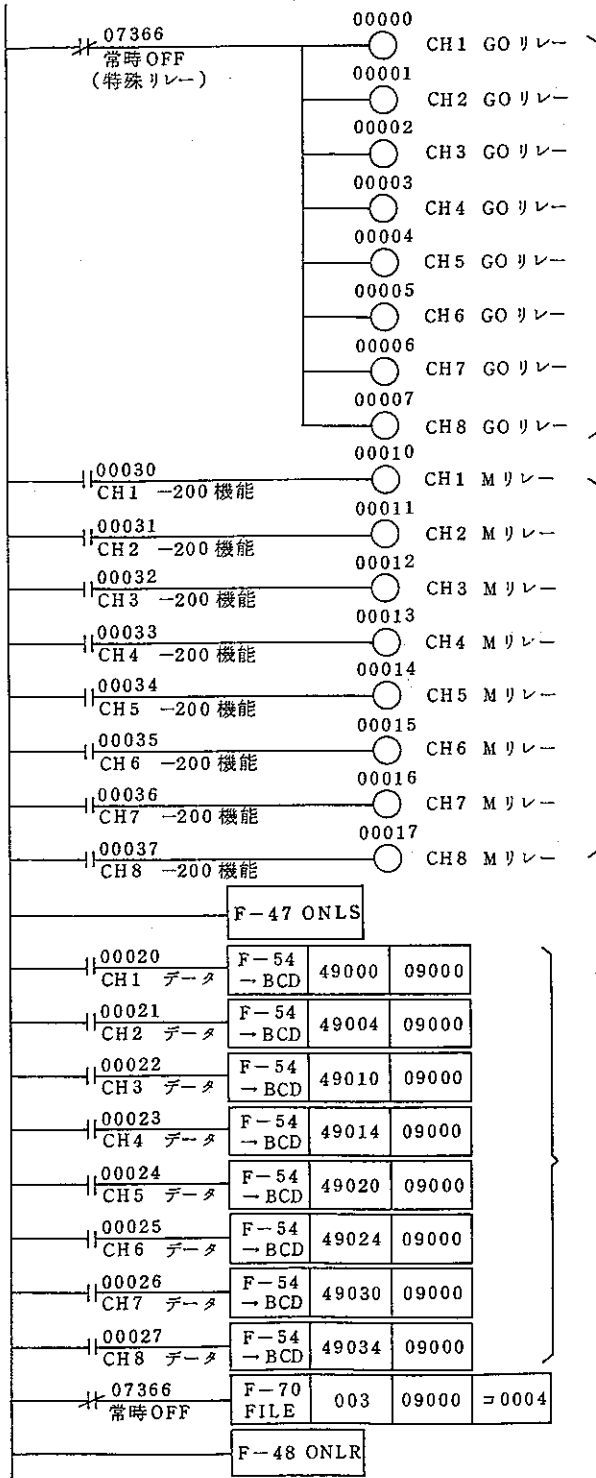 00000
07366
常時OFF
(特殊リレー)
CH1 GOリレー
00001
CH2 GOリレー
00002
CH3 GOリレー
00003
CH4 GOリレー
00004
CH5 GOリレー
00005
CH6 GOリレー
00006
CH7 GOリレー
00007
CH8 GOリレー
00010
00030
CH1 -200機能
CH1 Mリレー
00011
00031
CH2 -200機能
CH2 Mリレー
00012
00032
CH3 -200機能
CH3 Mリレー
00013
00033
CH4 -200機能
CH4 Mリレー
00014
00034
CH5 -200機能
CH5 Mリレー
00015
00035
CH6 -200機能
CH6 Mリレー
00016
00036
CH7 -200機能
CH7 Mリレー
00017
00037
CH8 -200機能
CH8 Mリレー
F-47 ONLS
00020
CH1 データ
F-54
→BCD
49000 09000
00021
CH2 データ
F-54
→BCD
49004 09000
00022
CH3 データ
F-54
→BCD
49010 09000
00023
CH4 データ
F-54
→BCD
49014 09000
00024
CH5 データ
F-54
→BCD
49020 09000
00025
CH6 データ
F-54
→BCD
49024 09000
00026
CH7 データ
F-54
→BCD
49030 09000
00027
CH8 データ
F-54
→BCD
49034 09000
07366
常時OFF
F-70
FILE
003 09000 コ0004
F-48 ONLR